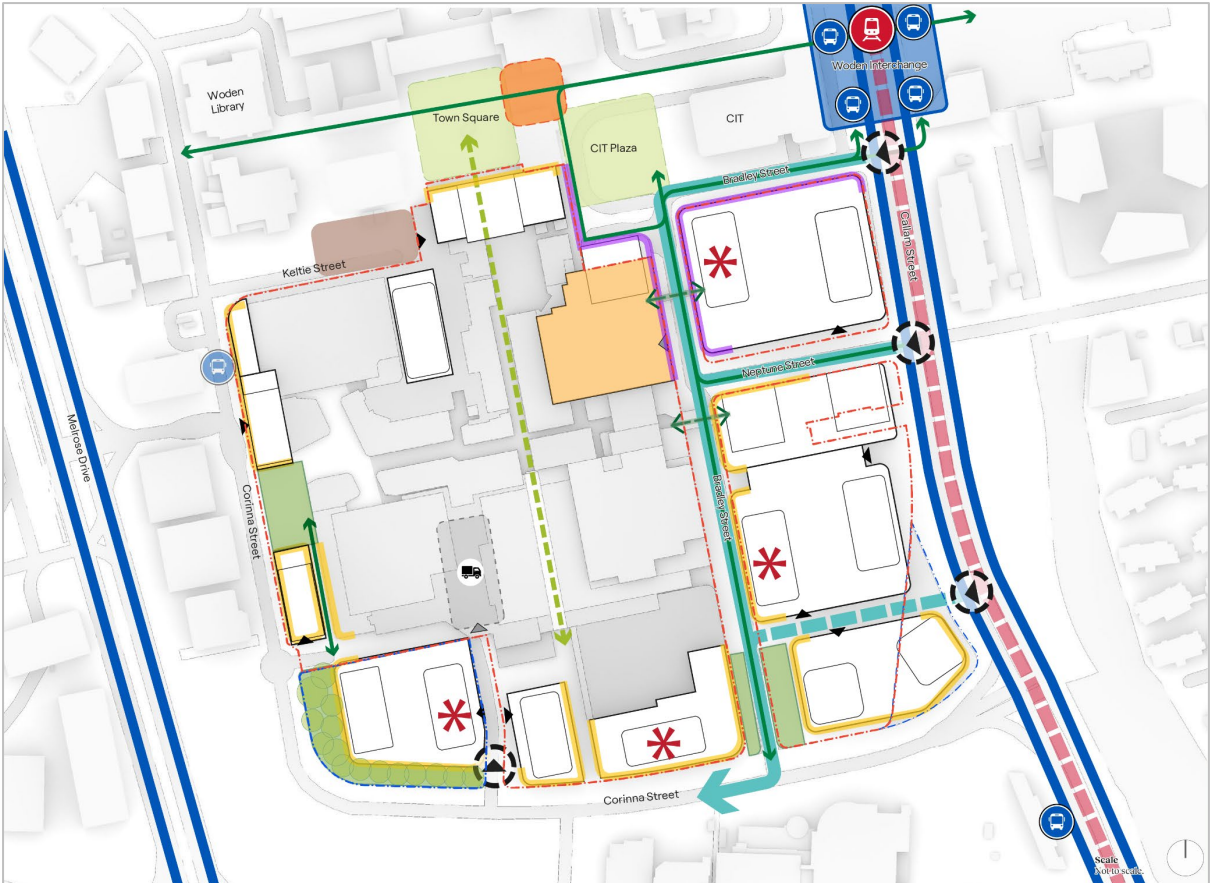 Woden Interchange
Woden
Library
Town Square
CIT
CIT Plaza
Bradley Street
Callam Street
Keltie Street
Neptune Street
Melrose Drive
Corinna Street
Bradley Street
Corinna Street
Scale
Not to scale.